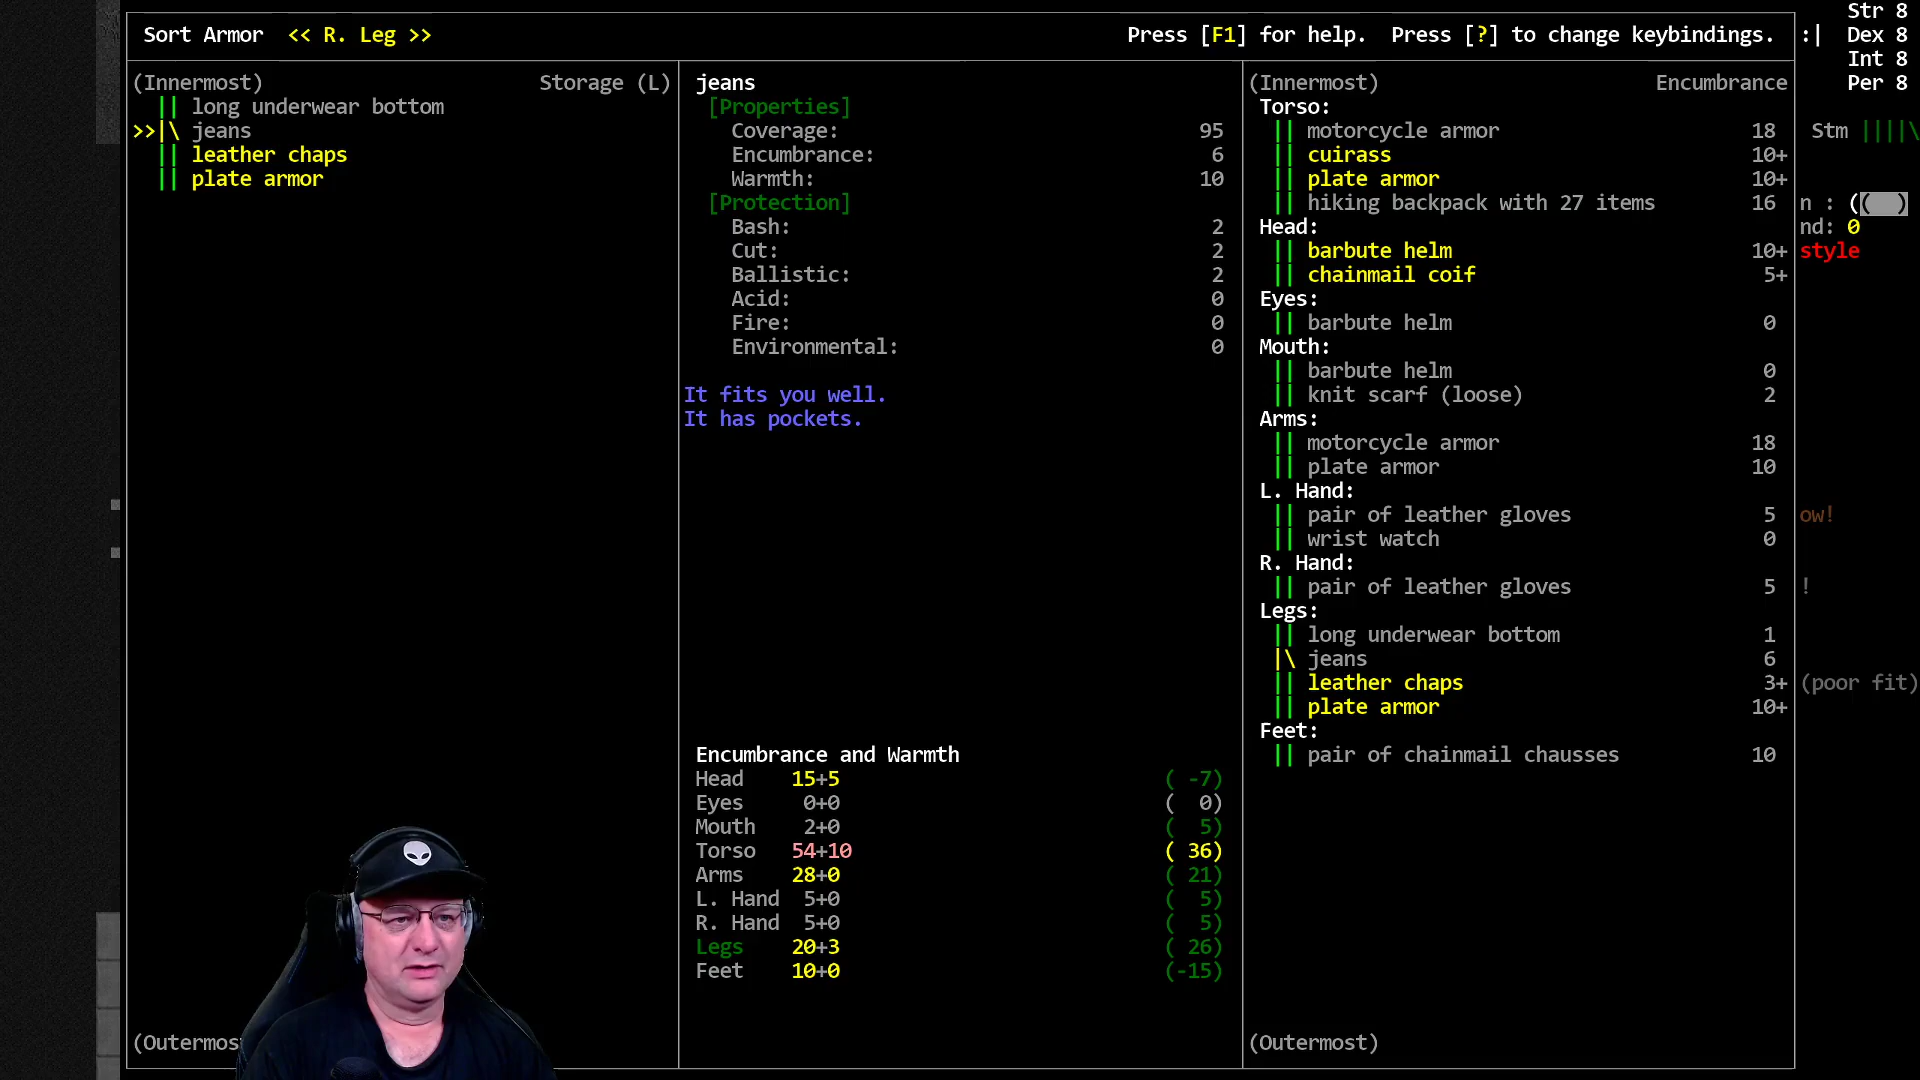 Sort Armor  << R. Leg >>  Press [F1] for help.  Press [?] to change keybindings.
(Innermost)  Storage (L)
|| long underwear bottom
>>|\ jeans
|| leather chaps
|| plate armor
jeans
[Properties]
Coverage: 95
Encumbrance: 6
Warmth: 10
[Protection]
Bash: 2
Cut: 2
Ballistic: 2
Acid: 0
Fire: 0
Environmental: 0
It fits you well.
It has pockets.
Encumbrance and Warmth
Head 15+5 ( -7)
Eyes 0+0 ( 0)
Mouth 2+0 ( 5)
Torso 54+10 ( 36)
Arms 28+0 ( 21)
L. Hand 5+0 ( 5)
R. Hand 5+0 ( 5)
Legs 20+3 ( 26)
Feet 10+0 (-15)
(Innermost)  Encumbrance
Torso:
|| motorcycle armor 18
|| cuirass 10+
|| plate armor 10+
|| hiking backpack with 27 items 16
Head:
|| barbute helm 10+
|| chainmail coif 5+
Eyes:
|| barbute helm 0
Mouth:
|| barbute helm 0
|| knit scarf (loose) 2
Arms:
|| motorcycle armor 18
|| plate armor 10
L. Hand:
|| pair of leather gloves 5
|| wrist watch 0
R. Hand:
|| pair of leather gloves 5
Legs:
|| long underwear bottom 1
|\ jeans 6
|| leather chaps 3+
|| plate armor 10+
Feet:
|| pair of chainmail chausses 10
(Outermos
(Outermost)
Str 8
:| Dex 8
Int 8
Per 8
Stm ||||\
n : (( )
nd: 0
style
ow!
!
(poor fit)